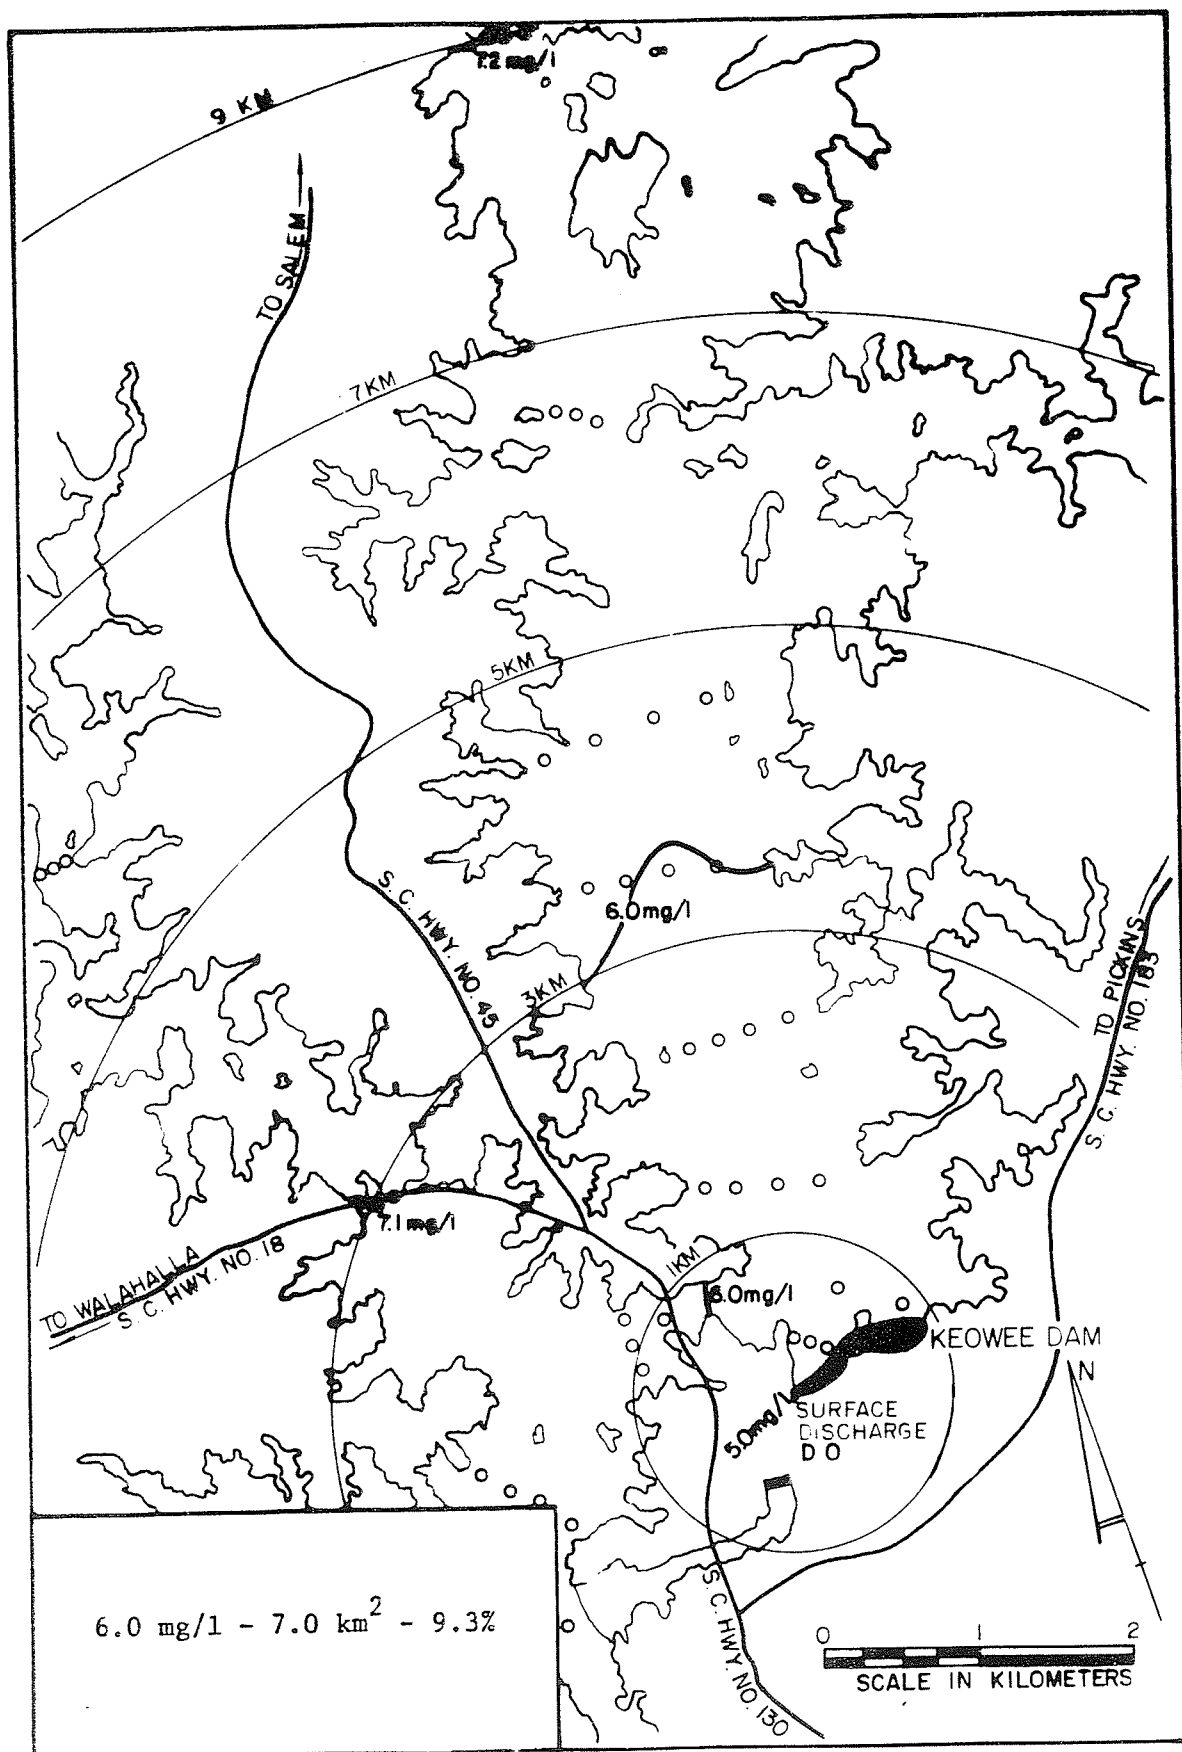 7.2 mg/l
9 KM
TO SALEM
7KM
5KM
S. C. HWY. NO. 45
6.0mg/l
3KM
TO PICKINS
S. C. HWY. NO. 183
7.1 mg/l
TO WALAHALLA
S. C. HWY. NO. 18
1KM
6.0mg/l
KEOWEE DAM
N
5.0mg/l
SURFACE
DISCHARGE
D O
S. C. HWY. NO. 130
6.0 mg/l - 7.0 km² - 9.3%
0 1 2
SCALE IN KILOMETERS